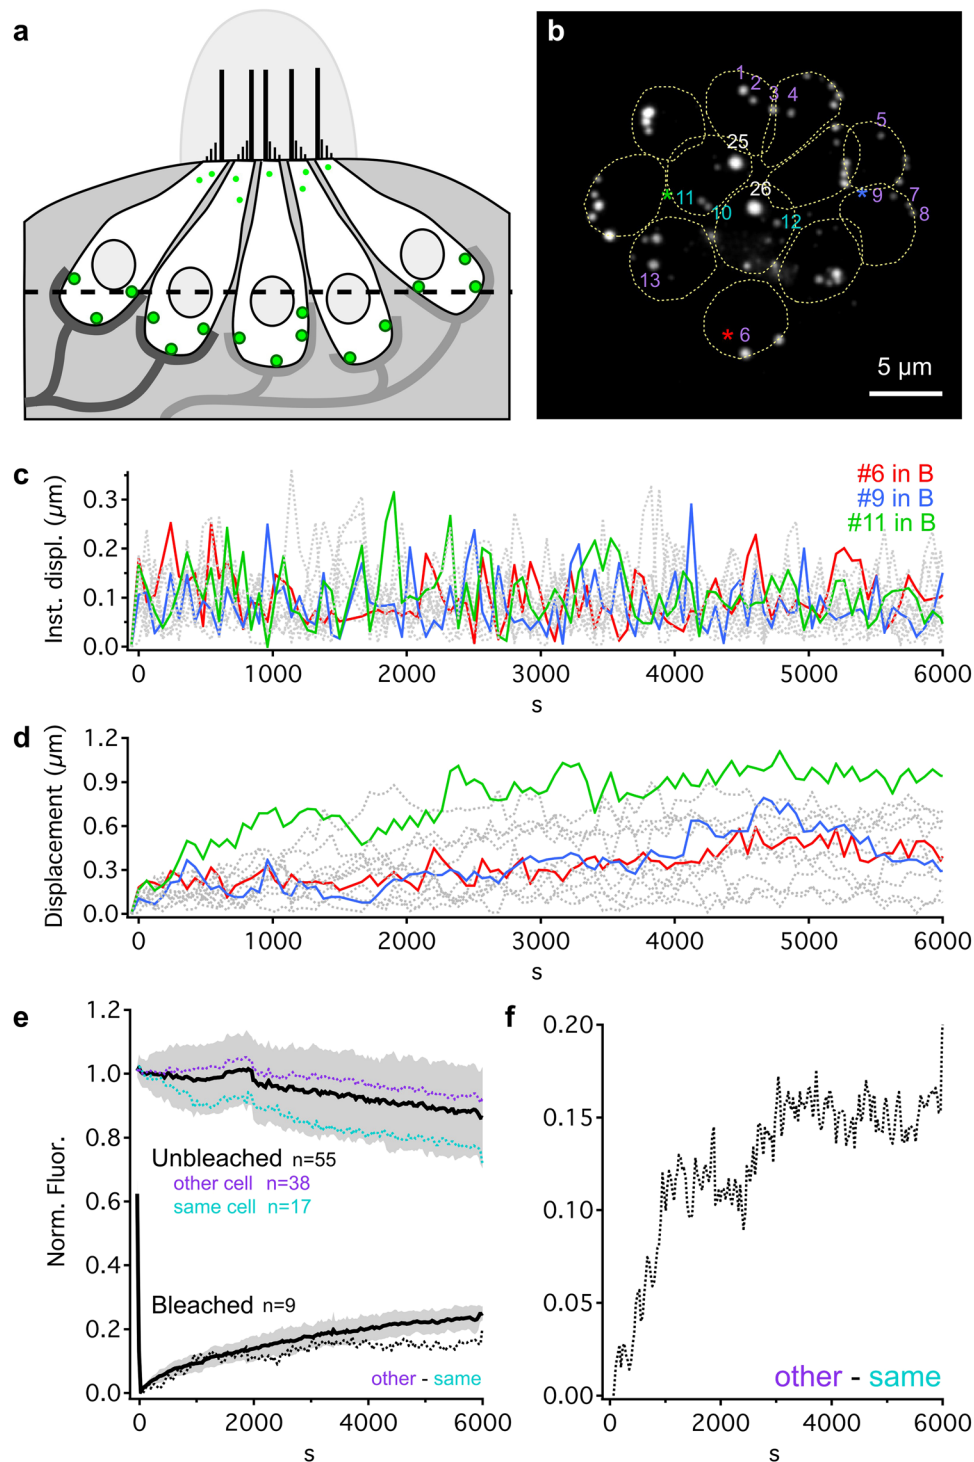 a
b
1
2
3
4
5
25
26
11
10
9
7
8
12
13
6
5 µm
c
#6 in B
#9 in B
#11 in B
Inst. displ. (µm)
0.3
0.2
0.1
0.0
0 1000 2000 3000 4000 5000 6000
s
d
Displacement (µm)
1.2
0.9
0.6
0.3
0.0
0 1000 2000 3000 4000 5000 6000
s
e
Norm. Fluor.
1.2
1.0
0.8
0.6
0.4
0.2
0.0
Unbleached n=55
other cell n=38
same cell n=17
Bleached n=9
other - same
0 2000 4000 6000
s
f
0.20
0.15
0.10
0.05
0.00
other - same
0 2000 4000 6000
s